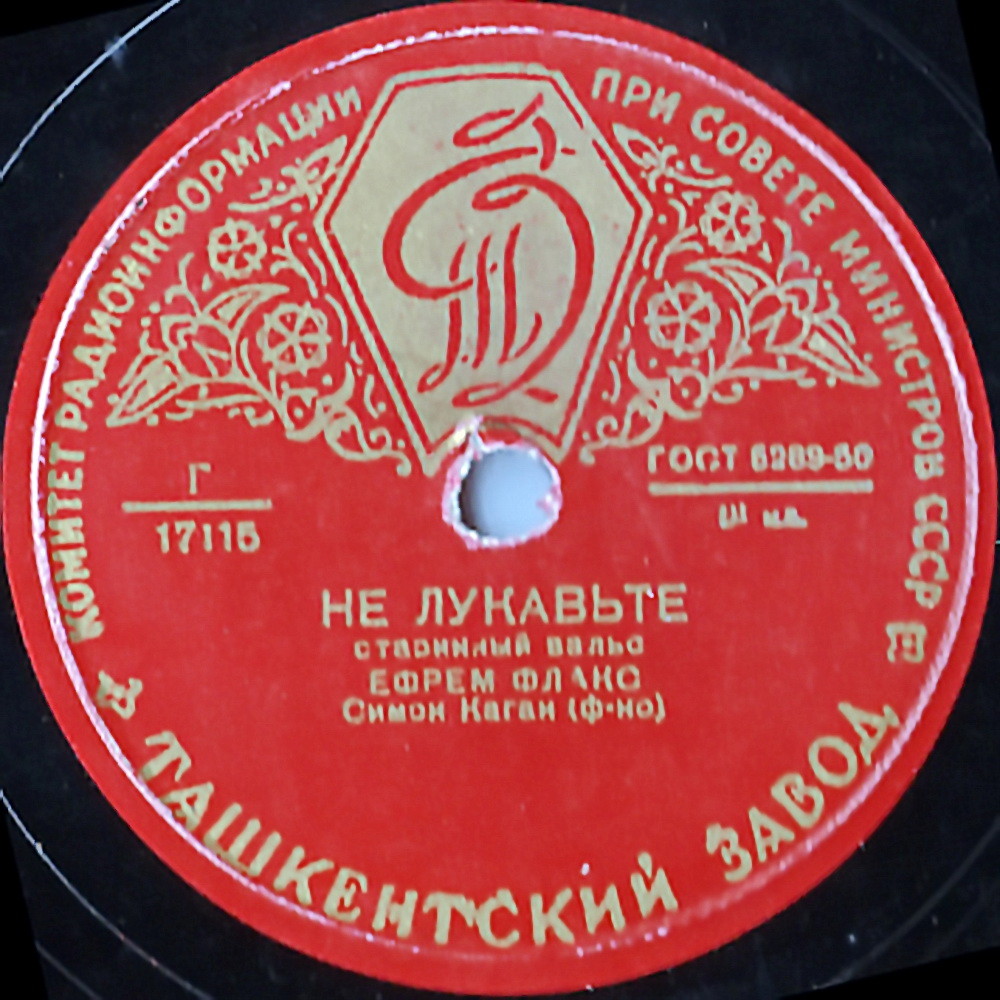 КОМИТЕТ РАДИОИНФОРМАЦИИ ПРИ СОВЕТЕ МИНИСТРОВ СССР
Г
17115
ГОСТ 5289-50
Ш кл.
НЕ ЛУКАВЬТЕ
старинный вальс
ЕФРЕМ ФЛАКС
Симон Каган (ф-но)
ТАШКЕНТСКИЙ ЗАВОД